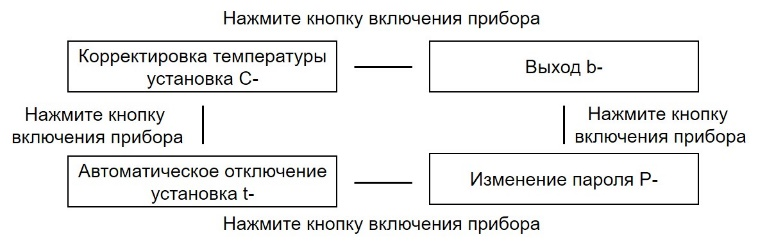 Нажмите кнопку включения прибора
Корректировка температуры
установка C-
Выход b-
Нажмите кнопку
включения прибора
Нажмите кнопку
включения прибора
Автоматическое отключение
установка t-
Изменение пароля P-
Нажмите кнопку включения прибора